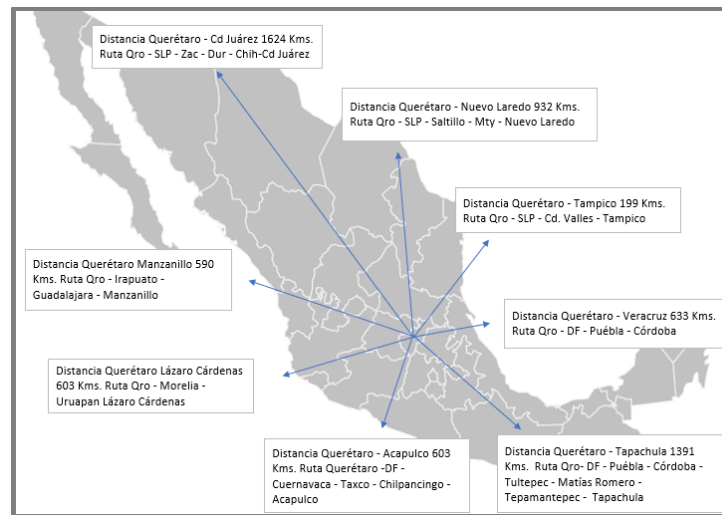 Distancia Querétaro - Cd Juárez 1624 Kms.
Ruta Qro - SLP - Zac - Dur - Chih-Cd Juárez
Distancia Querétaro - Nuevo Laredo 932 Kms.
Ruta Qro - SLP - Saltillo - Mty - Nuevo Laredo
Distancia Querétaro - Tampico 199 Kms.
Ruta Qro - SLP - Cd. Valles - Tampico
Distancia Querétaro Manzanillo 590
Kms. Ruta Qro - Irapuato -
Guadalajara - Manzanillo
Distancia Querétaro - Veracruz 633 Kms.
Ruta Qro - DF - Puébla - Córdoba
Distancia Querétaro Lázaro Cárdenas
603 Kms. Ruta Qro - Morelia -
Uruapan Lázaro Cárdenas
Distancia Querétaro - Acapulco 603
Kms. Ruta Querétaro -DF -
Cuernavaca - Taxco - Chilpancingo -
Acapulco
Distancia Querétaro - Tapachula 1391
Kms. Ruta Qro- DF - Puébla - Córdoba -
Tultepec - Matías Romero -
Tepamantepec - Tapachula